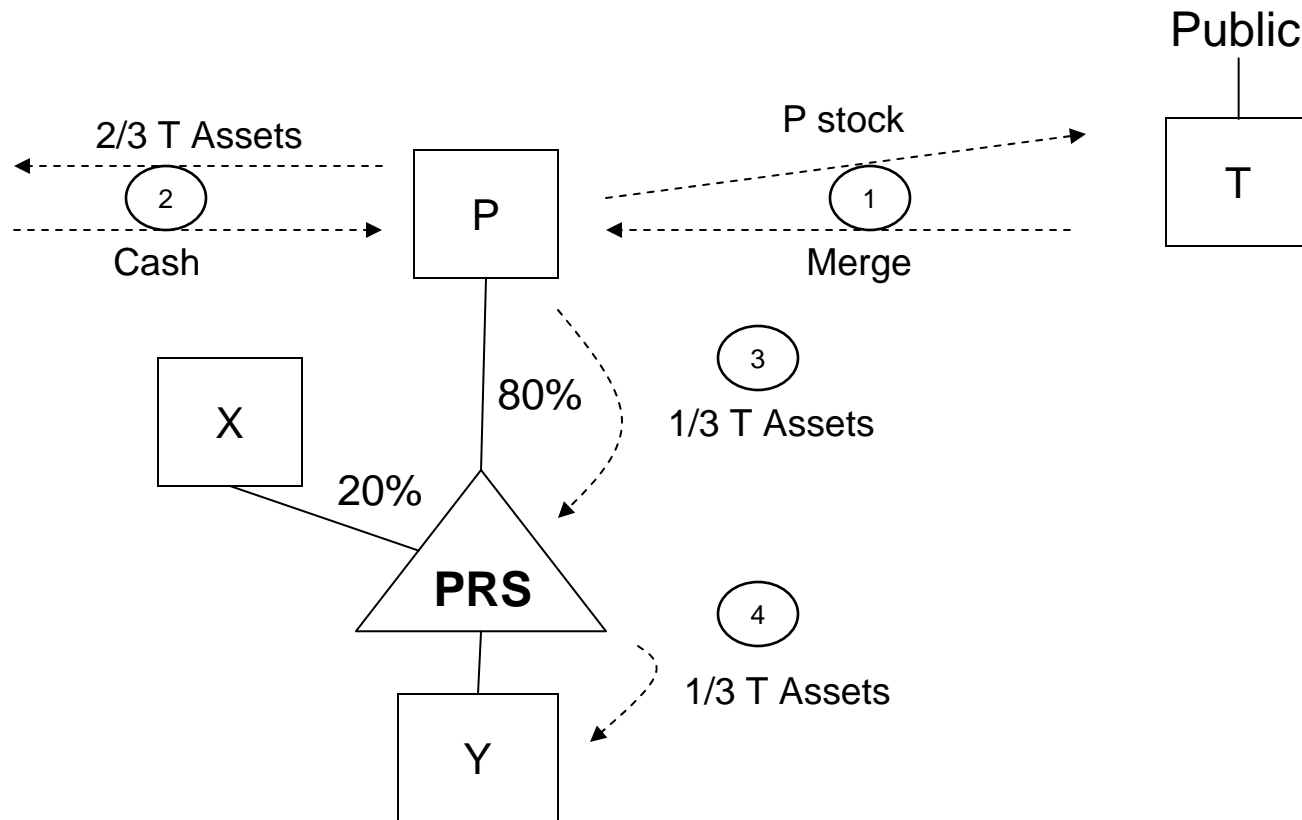 Public
P stock
2/3 T Assets
T
P
2
1
Cash
Merge
3
X
80%
1/3 T Assets
20%
PRS
4
1/3 T Assets
Y